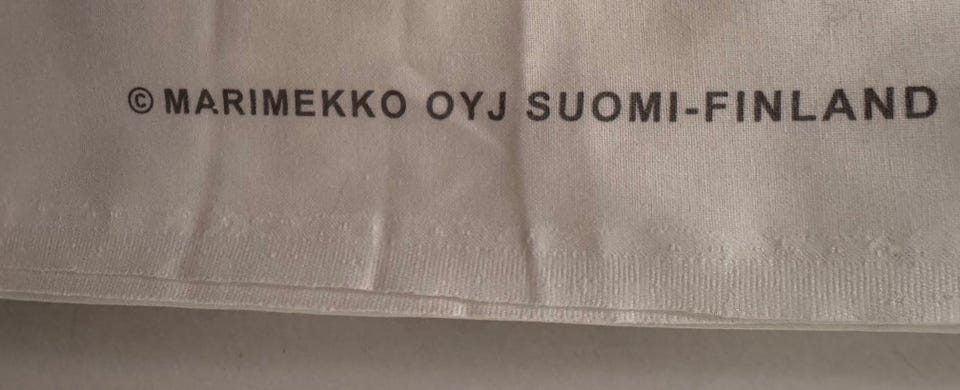 © MARIMEKKO OYJ SUOMI-FINLAND